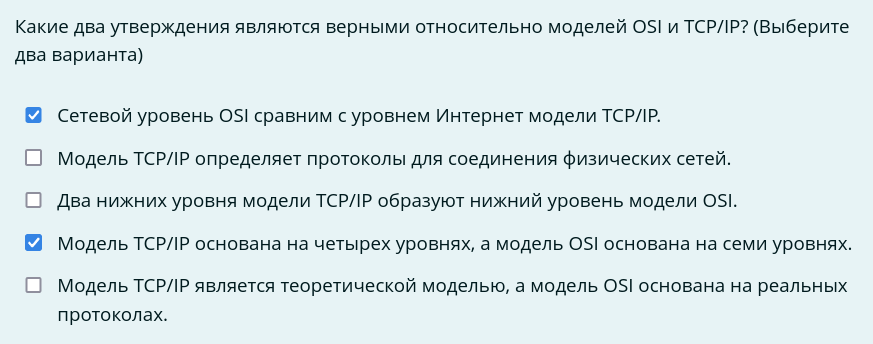 Какие два утверждения являются верными относительно моделей OSI и TCP/IP? (Выберите
два варианта)
Сетевой уровень OSI сравним с уровнем Интернет модели TCP/IP.
Модель TCP/IP определяет протоколы для соединения физических сетей.
Два нижних уровня модели TCP/IP образуют нижний уровень модели OSI.
Модель TCP/IP основана на четырех уровнях, а модель OSI основана на семи уровнях.
Модель TCP/IP является теоретической моделью, а модель OSI основана на реальных
протоколах.